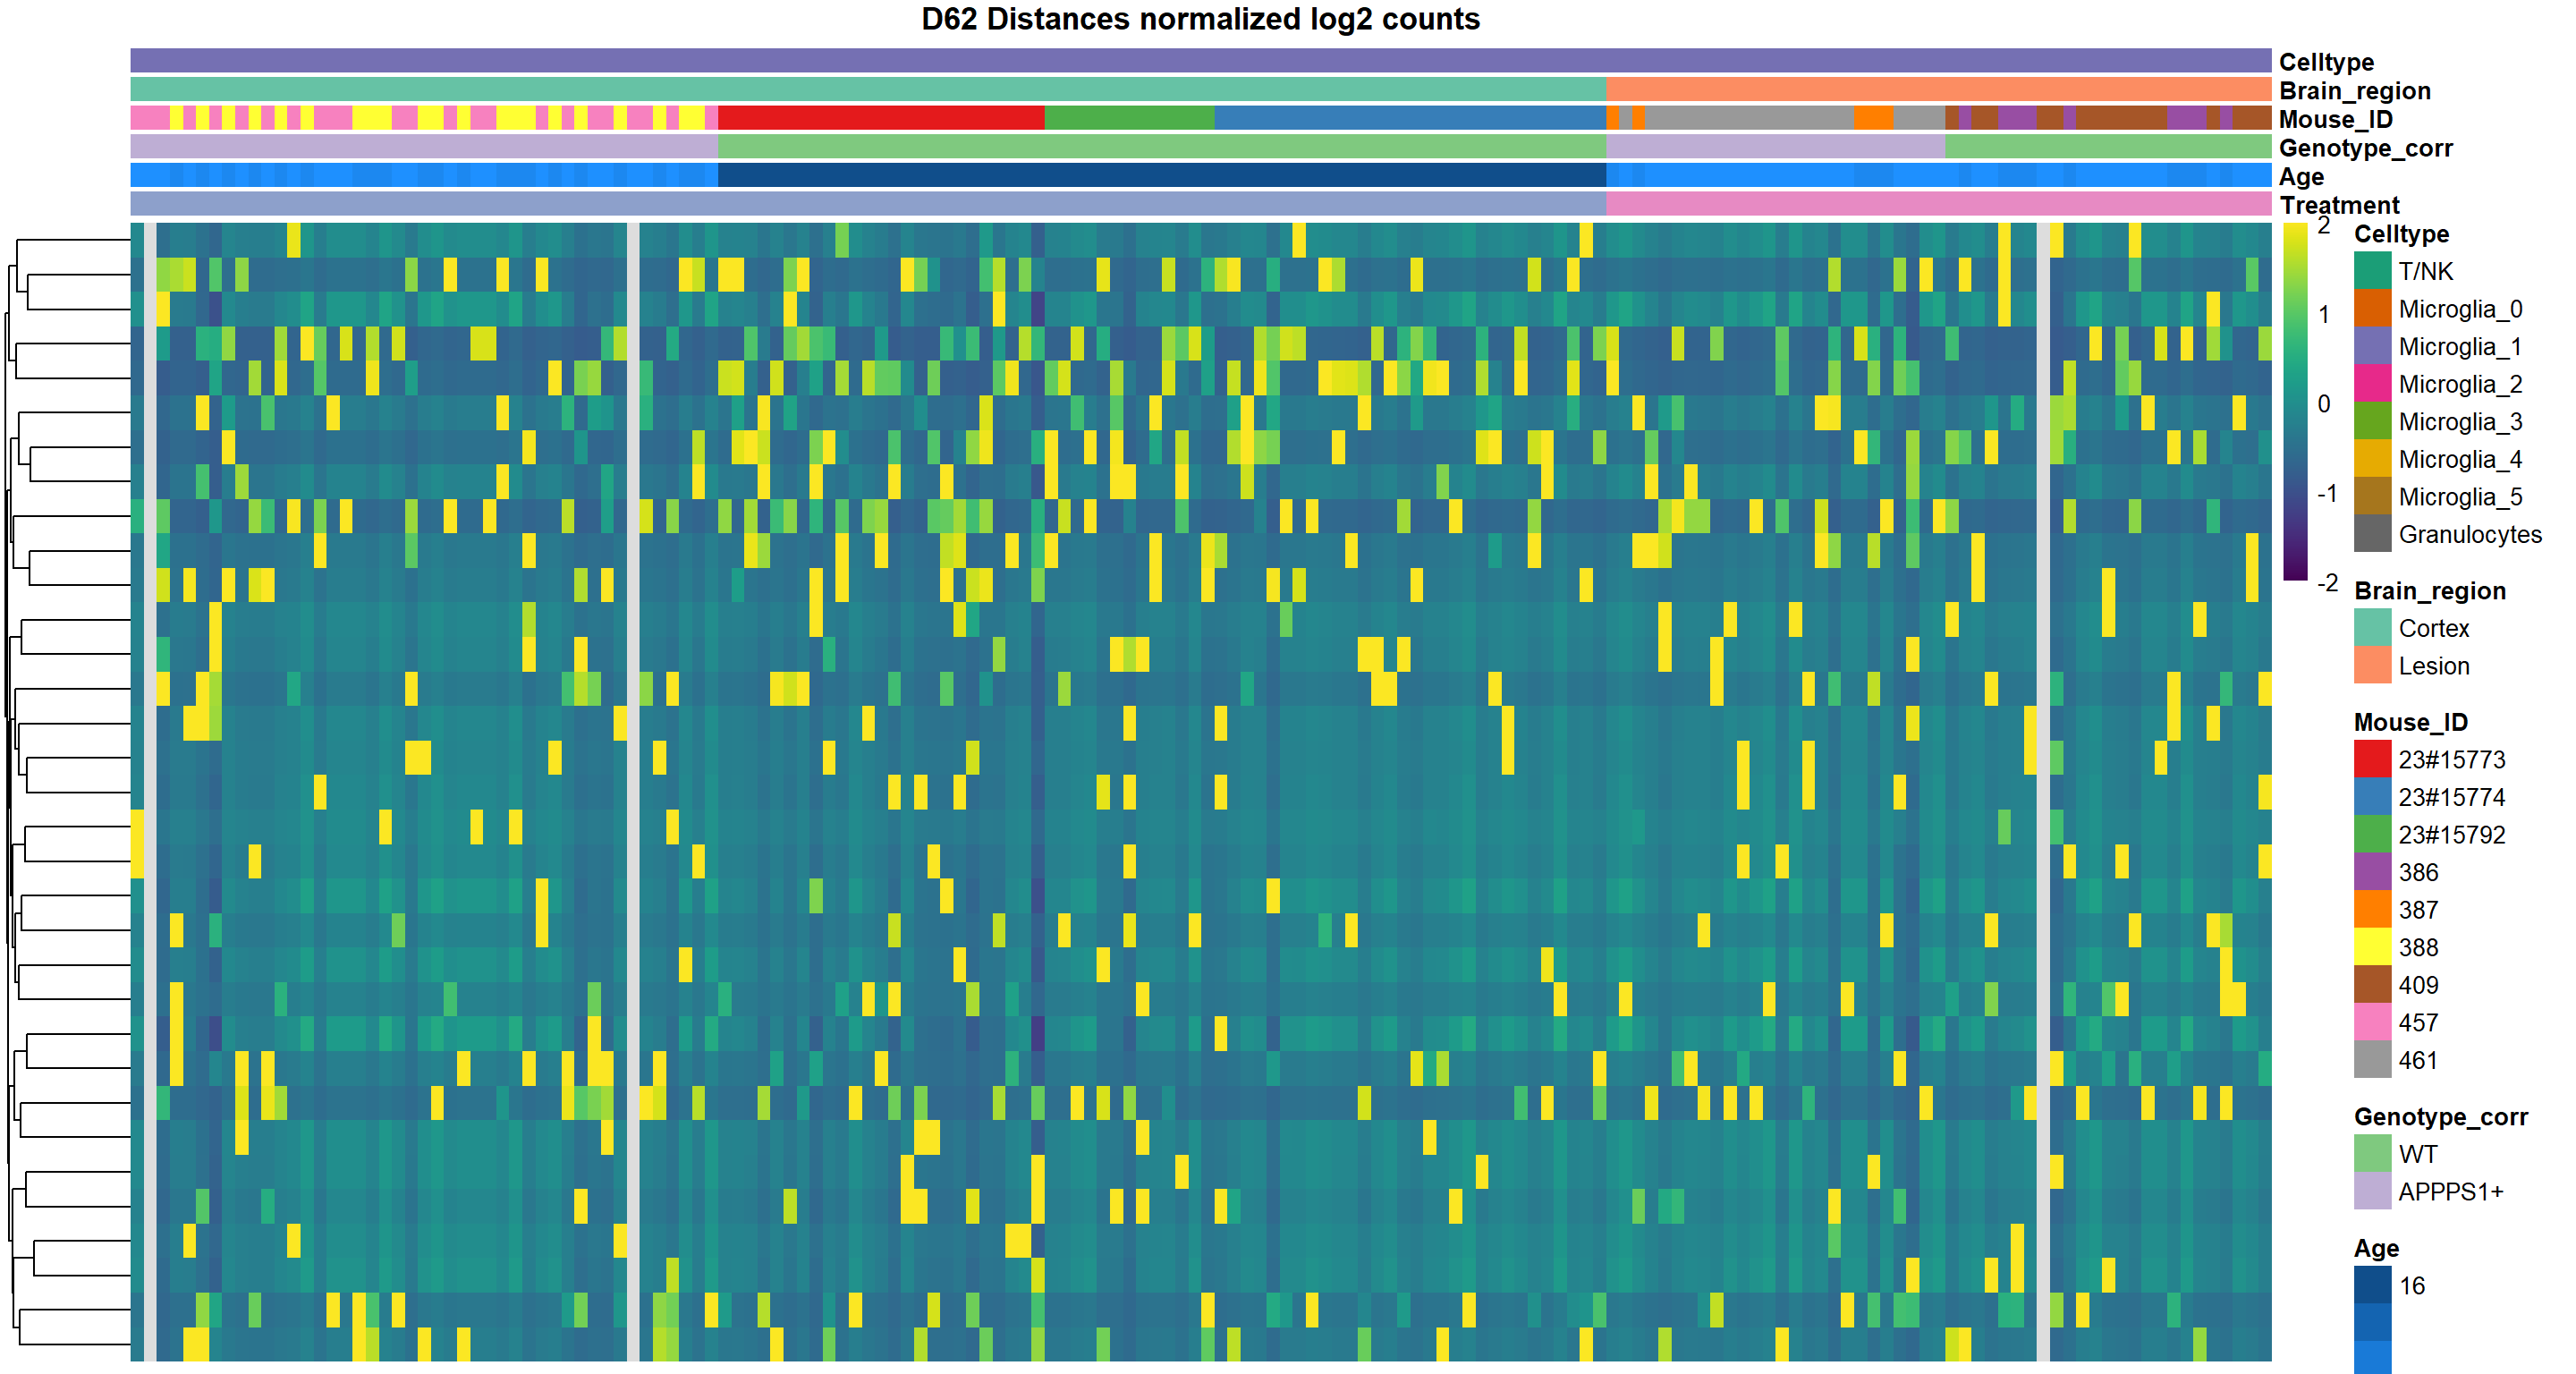 D62 Distances normalized log2 counts
Celltype
Brain_region
Mouse_ID
Genotype_corr
Age
Treatment
2
1
0
-1
-2
Celltype
T/NK
Microglia_0
Microglia_1
Microglia_2
Microglia_3
Microglia_4
Microglia_5
Granulocytes
Brain_region
Cortex
Lesion
Mouse_ID
23#15773
23#15774
23#15792
386
387
388
409
457
461
Genotype_corr
WT
APPPS1+
Age
16